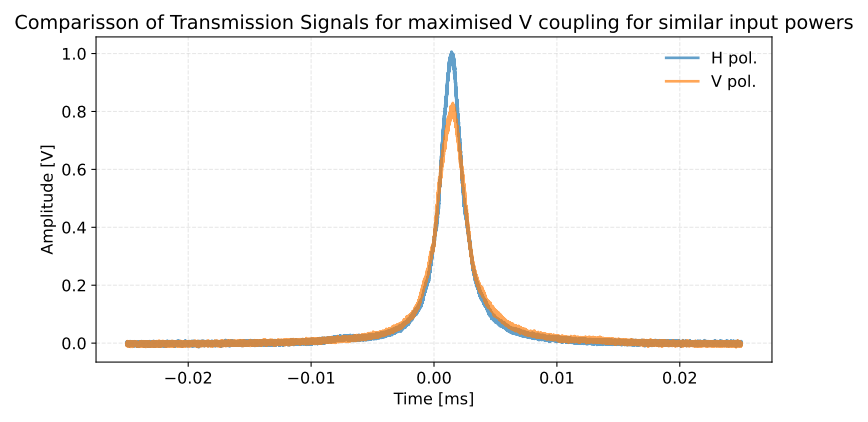 Comparisson of Transmission Signals for maximised V coupling for similar input powers
H pol.
V pol.
1.0
0.8
0.6
0.4
0.2
0.0
Amplitude [V]
−0.02
−0.01
0.00
0.01
0.02
Time [ms]